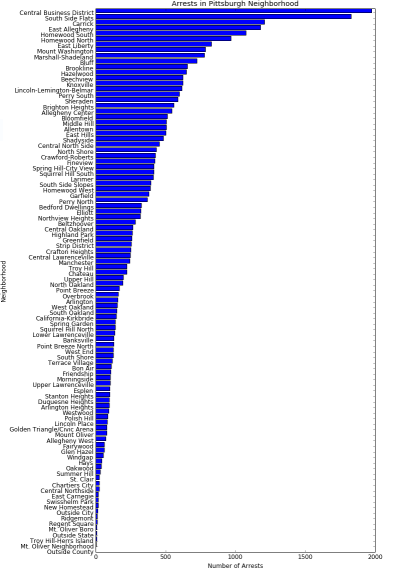 Arrests in Pittsburgh Neighborhood
Central Business District
South Side Flats
Carrick
East Allegheny
Homewood South
Homewood North
East Liberty
Mount Washington
Marshall-Shadeland
Bluff
Brookline
Hazelwood
Beechview
Knoxville
Lincoln-Lemington-Belmar
Perry South
Sheraden
Brighton Heights
Allegheny Center
Bloomfield
Middle Hill
Allentown
East Hills
Shadyside
Central North Side
North Shore
Crawford-Roberts
Fineview
Spring Hill-City View
Squirrel Hill South
Larimer
South Side Slopes
Homewood West
Garfield
Perry North
Bedford Dwellings
Elliott
Northview Heights
Beltzhoover
Central Oakland
Highland Park
Greenfield
Strip District
Crafton Heights
Central Lawrenceville
Manchester
Troy Hill
Chateau
Upper Hill
North Oakland
Point Breeze
Overbrook
Arlington
West Oakland
South Oakland
California-Kirkbride
Spring Garden
Squirrel Hill North
Lower Lawrenceville
Banksville
Point Breeze North
West End
South Shore
Terrace Village
Bon Air
Friendship
Morningside
Upper Lawrenceville
Esplen
Stanton Heights
Duquesne Heights
Arlington Heights
Westwood
Polish Hill
Lincoln Place
Golden Triangle/Civic Arena
Mount Oliver
Allegheny West
Fairywood
Glen Hazel
Windgap
Hays
Oakwood
Summer Hill
St. Clair
Chartiers City
Central Northside
East Carnegie
Swisshelm Park
New Homestead
Outside City
Ridgemont
Regent Square
Mt. Oliver Boro
Outside State
Troy Hill-Herrs Island
Mt. Oliver Neighborhood
Outside County
Neighborhood
0 500 1000 1500 2000
Number of Arrests